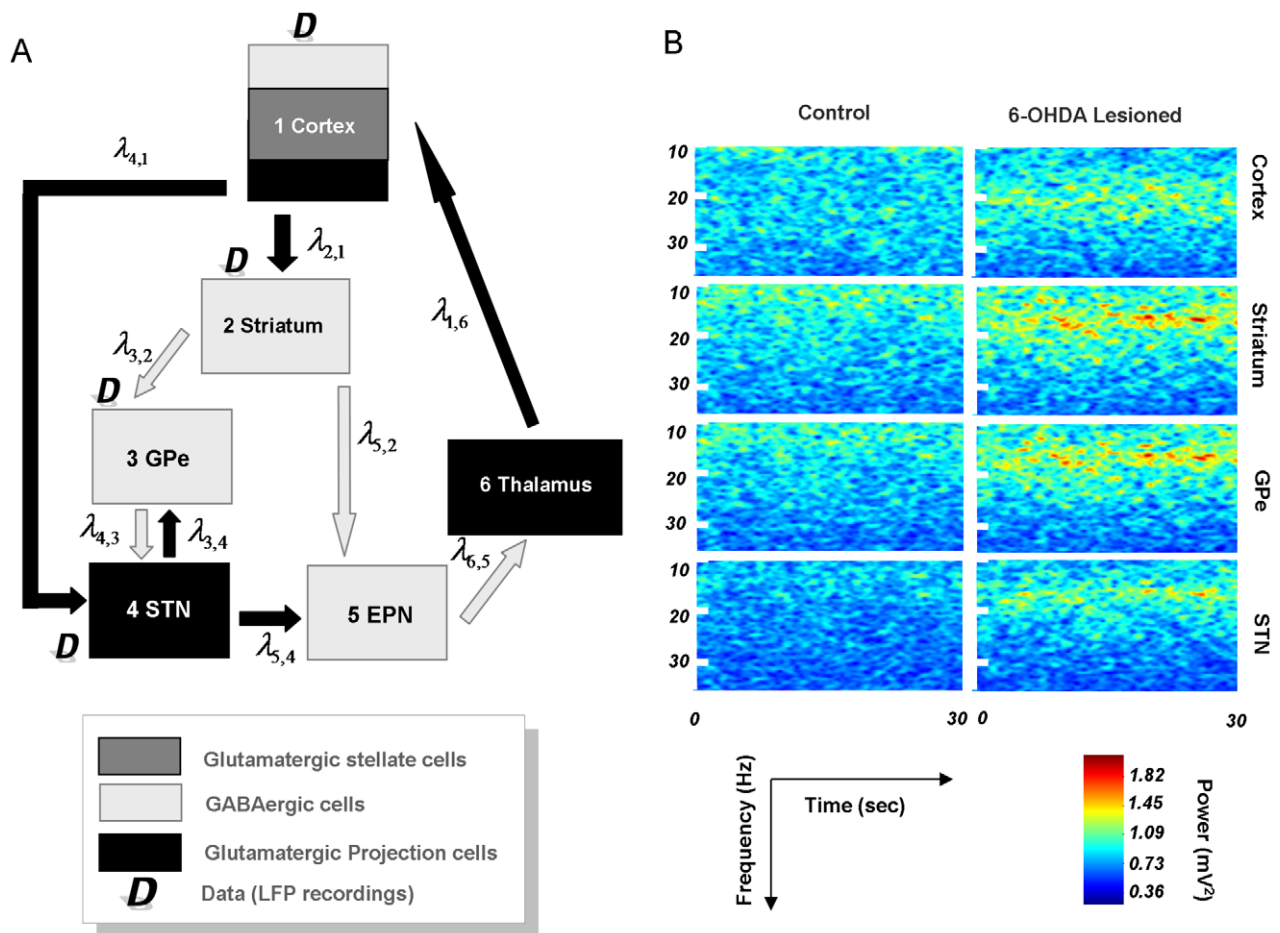 A
D
1 Cortex
λ4,1
λ2,1
D
2 Striatum
λ1,6
λ3,2
D
3 GPe
λ5,2
6 Thalamus
λ4,3
λ3,4
λ6,5
4 STN
5 EPN
D
λ5,4
Glutamatergic stellate cells
GABAergic cells
Glutamatergic Projection cells
D Data (LFP recordings)
B
Control
6-OHDA Lesioned
10
20
30
Cortex
10
20
30
Striatum
10
20
30
GPe
10
20
30
STN
0
30
0
30
Frequency (Hz)
Time (sec)
1.82
1.45
1.09
0.73
0.36
Power (mV²)